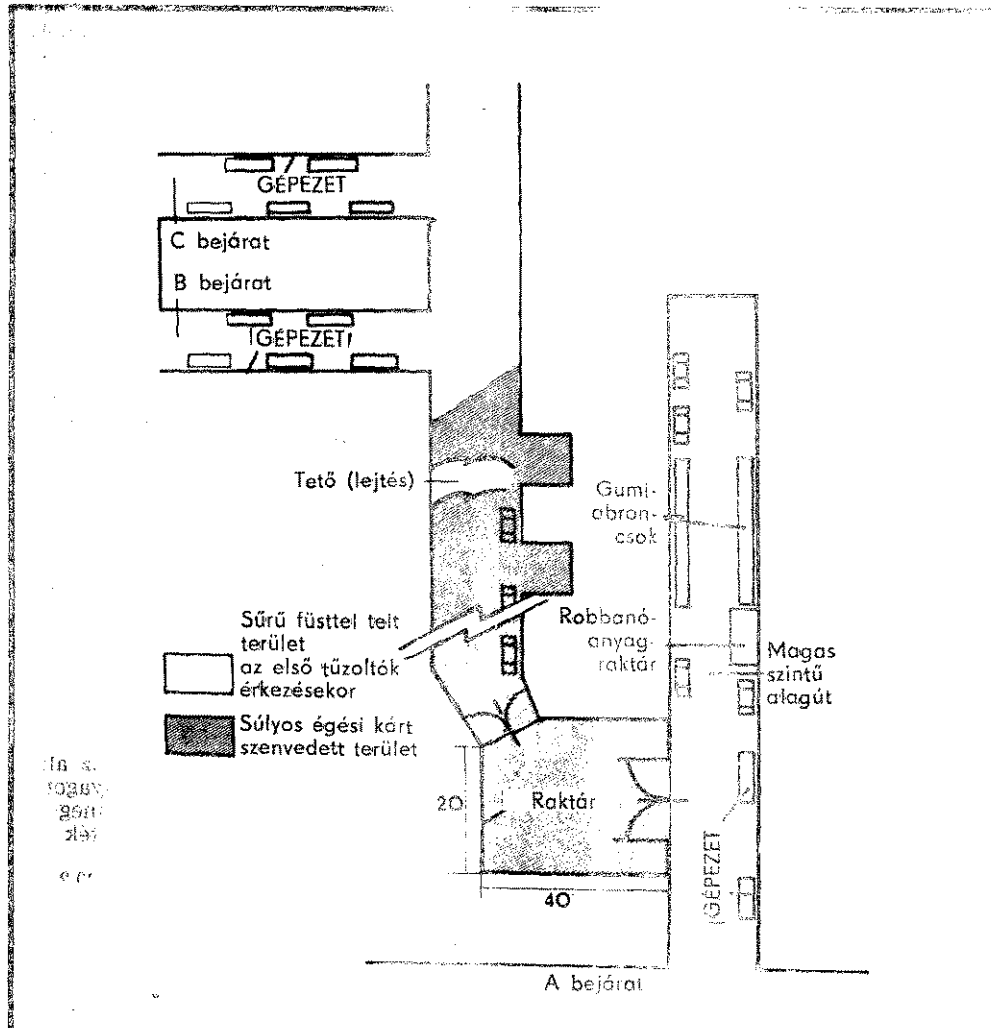 GÉPEZET
C bejárat
B bejárat
GÉPEZET
Tető (lejtés)
Gumi-
abron-
csok
Robbanó-
anyag-
raktár
Magas
szintű
alagút
Sűrű füsttel telt
terület
az első tűzoltók
érkezésekor
Súlyos égési kárt
szenvedett terület
20
Raktár
GÉPEZET
40
A bejárat